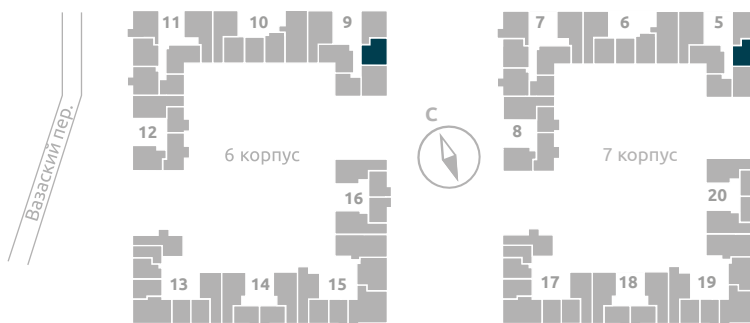 11 10 9 7 6 5
Вазаский пер.
С
12 8
6 корпус 7 корпус
16 20
13 14 15 17 18 19